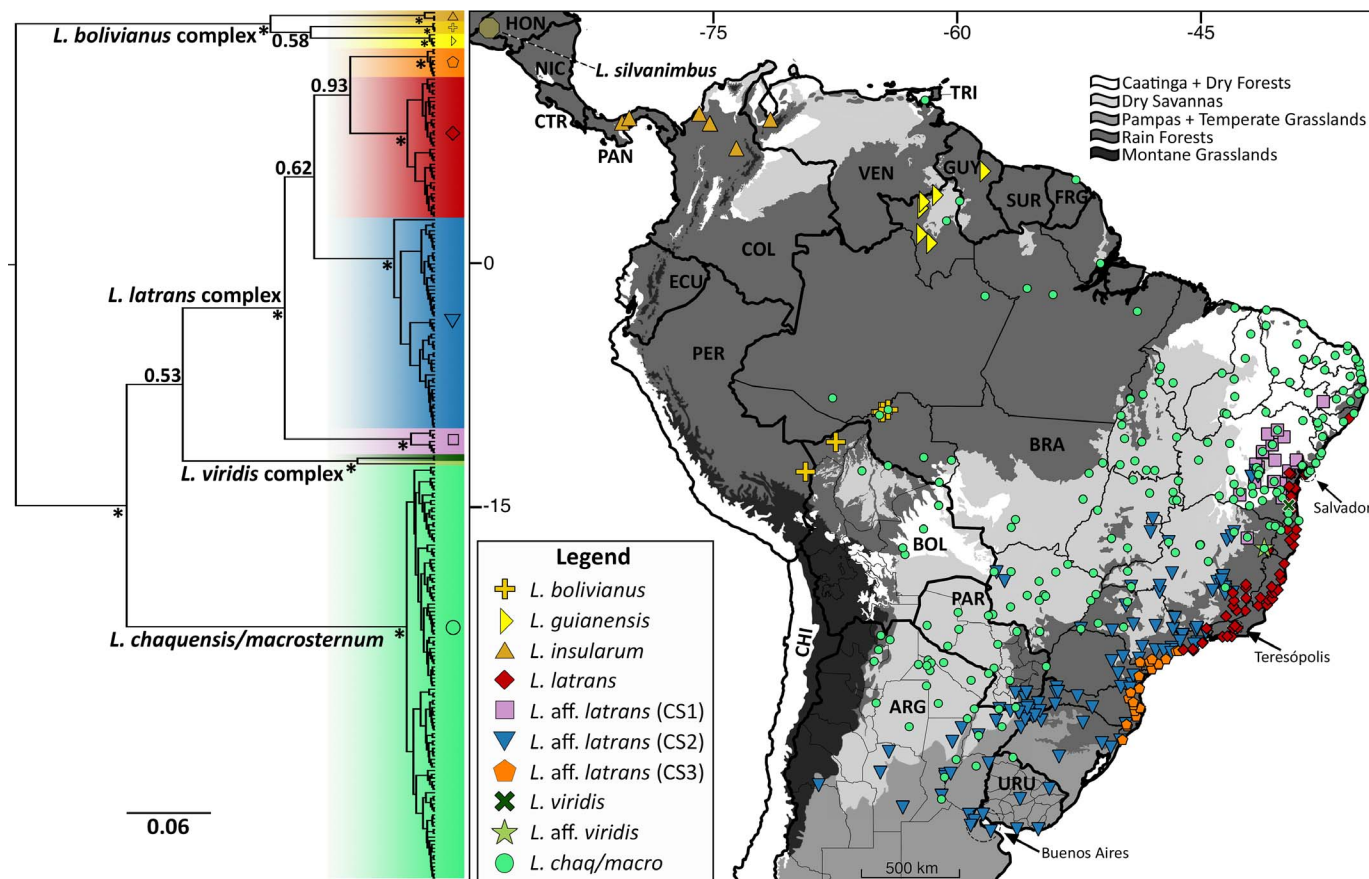 L. bolivianus complex
*
*
*
0.58
*
*
0.93
*
0.62
*
L. latrans complex
*
*
0.53
L. viridis complex
*
*
L. chaquensis/macrosternum
*
0.06
-75
-60
-45
0
-15
HON
NIC
L. silvanimbus
CTR
PAN
TRI
VEN
GUY
SUR
FRG
COL
ECU
PER
BRA
BOL
PAR
CHI
ARG
URU
Salvador
Teresópolis
Buenos Aires
500 km
Caatinga + Dry Forests
Dry Savannas
Pampas + Temperate Grasslands
Rain Forests
Montane Grasslands
Legend
L. bolivianus
L. guianensis
L. insularum
L. latrans
L. aff. latrans (CS1)
L. aff. latrans (CS2)
L. aff. latrans (CS3)
L. viridis
L. aff. viridis
L. chaq/macro